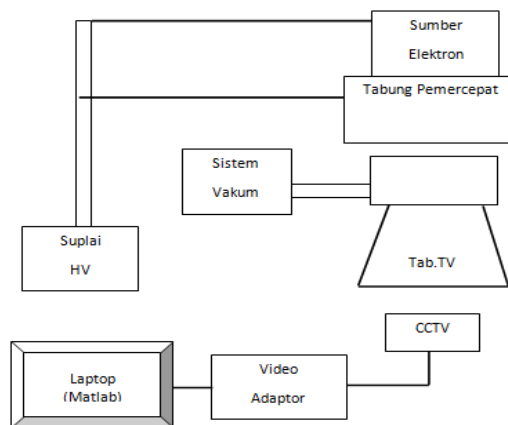 Sumber
Elektron
Tabung Pemercepat
Sistem
Vakum
Suplai
HV
Tab.TV
CCTV
Video
Adaptor
Laptop
(Matlab)